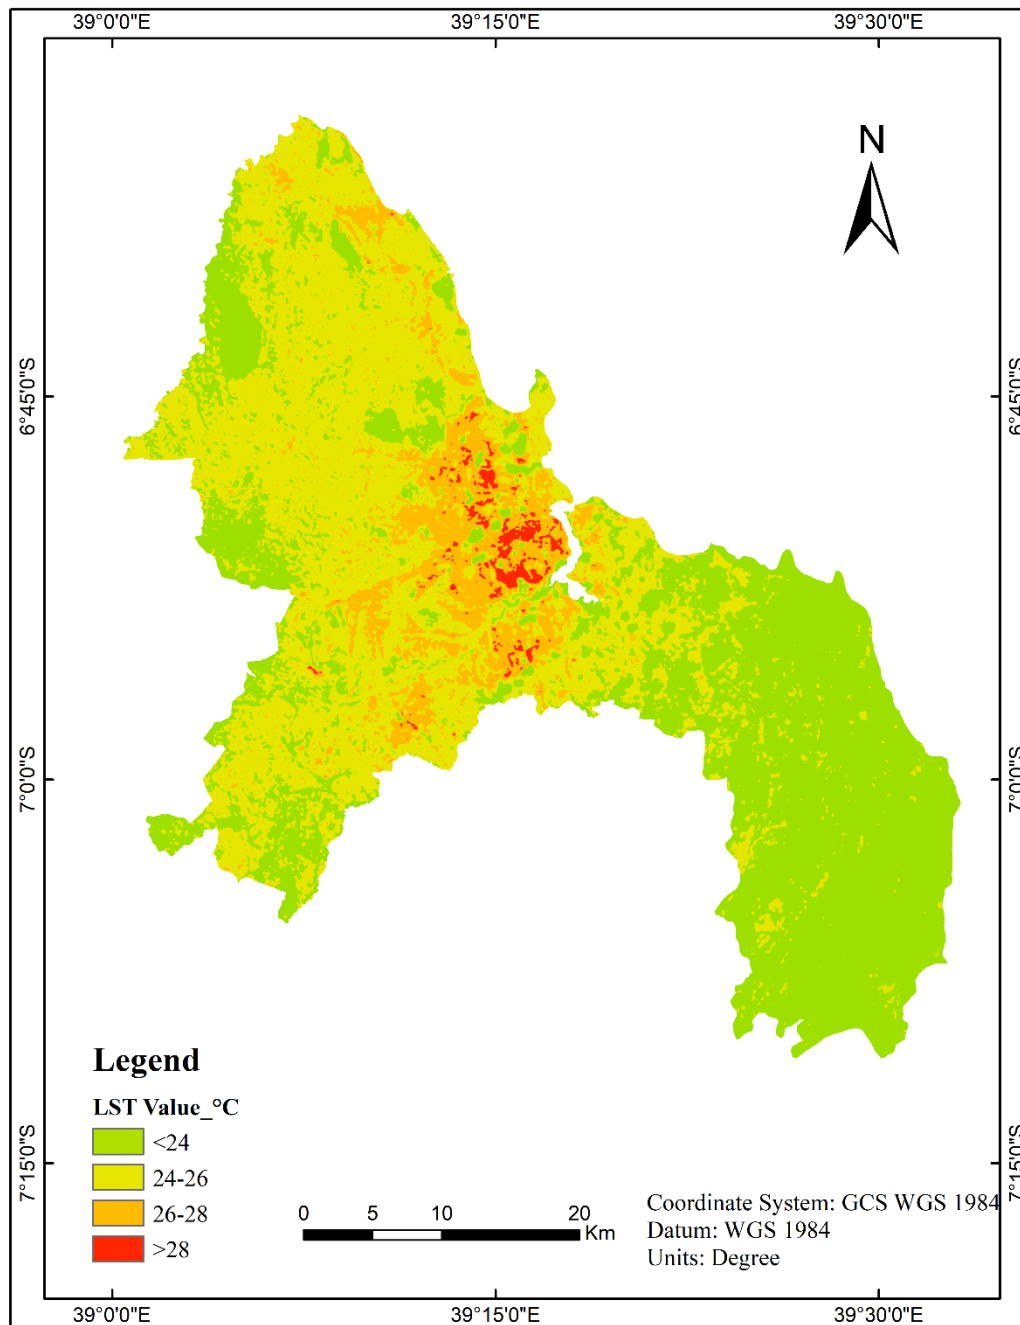 39°0'0"E 39°15'0"E 39°30'0"E
N
6°45'0"S 6°45'0"S
7°0'0"S 7°0'0"S
7°15'0"S 7°15'0"S
Legend
LST Value_°C
<24
24-26
26-28
>28
0 5 10 20
Km
Coordinate System: GCS WGS 1984
Datum: WGS 1984
Units: Degree
39°0'0"E 39°15'0"E 39°30'0"E